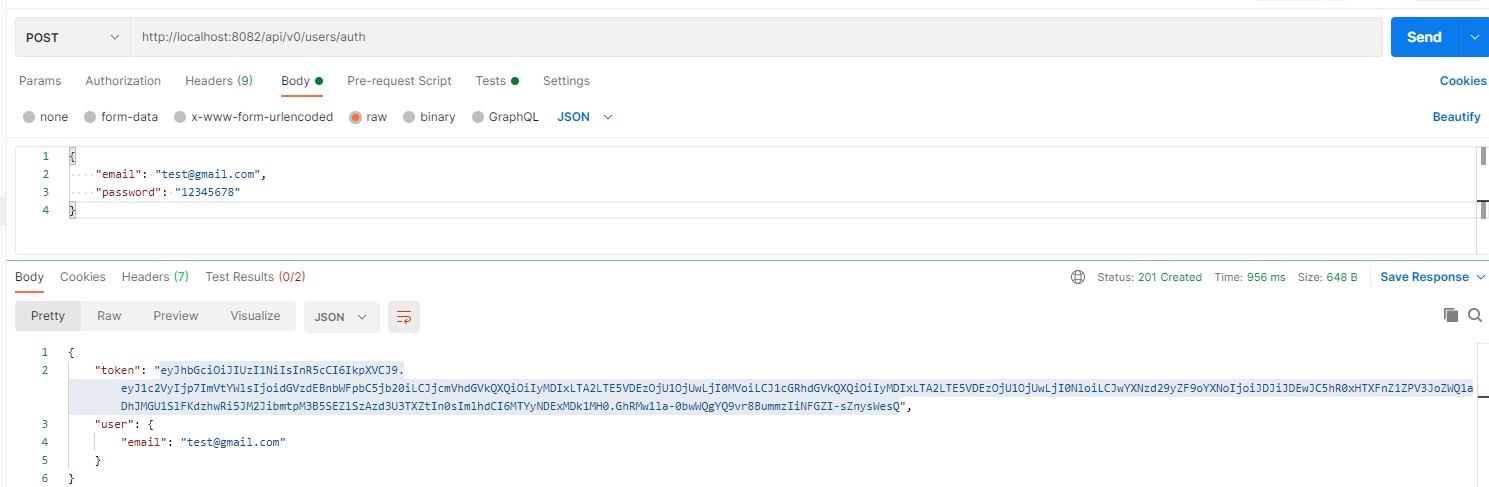 POST
http://localhost:8082/api/v0/users/auth
Send
Params Authorization Headers (9) Body Pre-request Script Tests Settings Cookies
none form-data x-www-form-urlencoded raw binary GraphQL JSON Beautify
1 {
2 "email": "test@gmail.com",
3 "password": "12345678"
4 }
Body Cookies Headers (7) Test Results (0/2) Status: 201 Created Time: 956 ms Size: 648 B Save Response
Pretty Raw Preview Visualize JSON
1 {
2 "token": "eyJhbGciOiJIUzI1NiIsInR5cCI6IkpXVCJ9.
eyJ1c2VyIjp7ImVtYWlsIjoidGVzdEBnbWFpbC5jb20iLCJjcmVhdGVkQXQiOiIyMDIxLTA2LTE5VDEzOjU1OjUwLjI0MVoiLCJ1cGRhdGVkQXQiOiIyMDIxLTA2LTE5VDEzOjU1OjUwLjI0NloiLCJwYXNzd29yZF9oYXNoIjoiJDJiJDEwJC5hR0xHTXFnZ1ZPV3JoZWQ1a
DhJMGU1SlFKdzhwRi5JM2JibmtpM3B5SEZlSzAzd3U3TXZtIn0sImlhdCI6MTYyNDExMDk1MH0.GhRMw1la-0bwWQgYQ9vr8BummzIiNFGZI-sZnysWesQ",
3 "user": {
4 "email": "test@gmail.com"
5 }
6 }